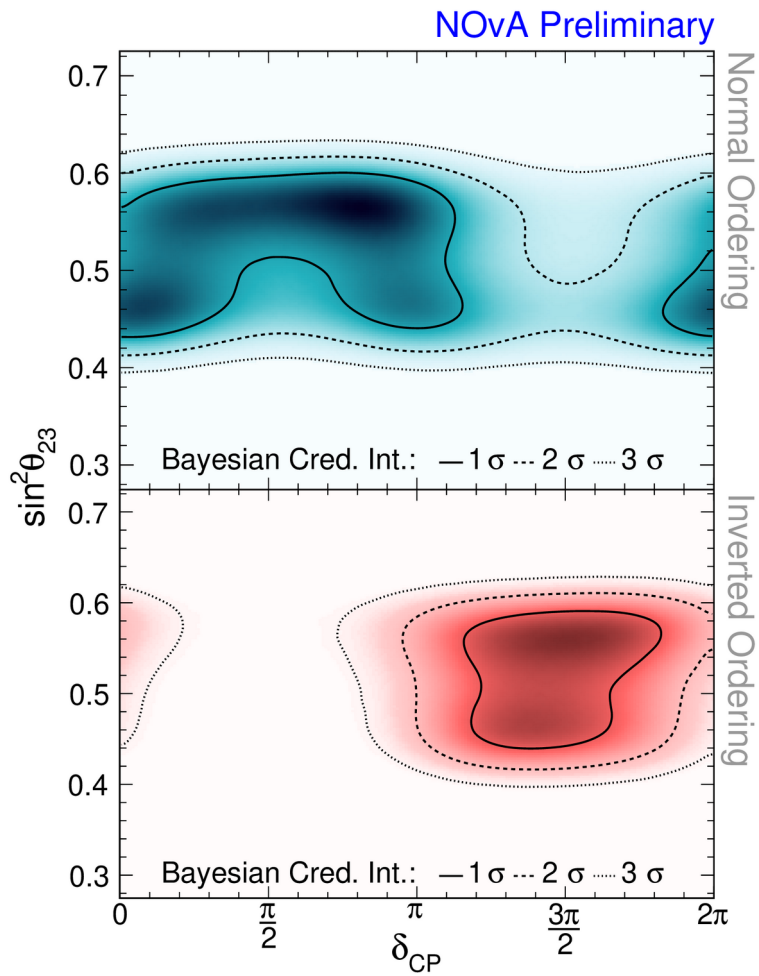 NOvA Preliminary
Normal Ordering
0.7
0.6
0.5
0.4
0.3
Bayesian Cred. Int.: 1 σ 2 σ 3 σ
sin²θ₂₃
Inverted Ordering
0.7
0.6
0.5
0.4
0.3
Bayesian Cred. Int.: 1 σ 2 σ 3 σ
0 π/2 π 3π/2 2π
δCP